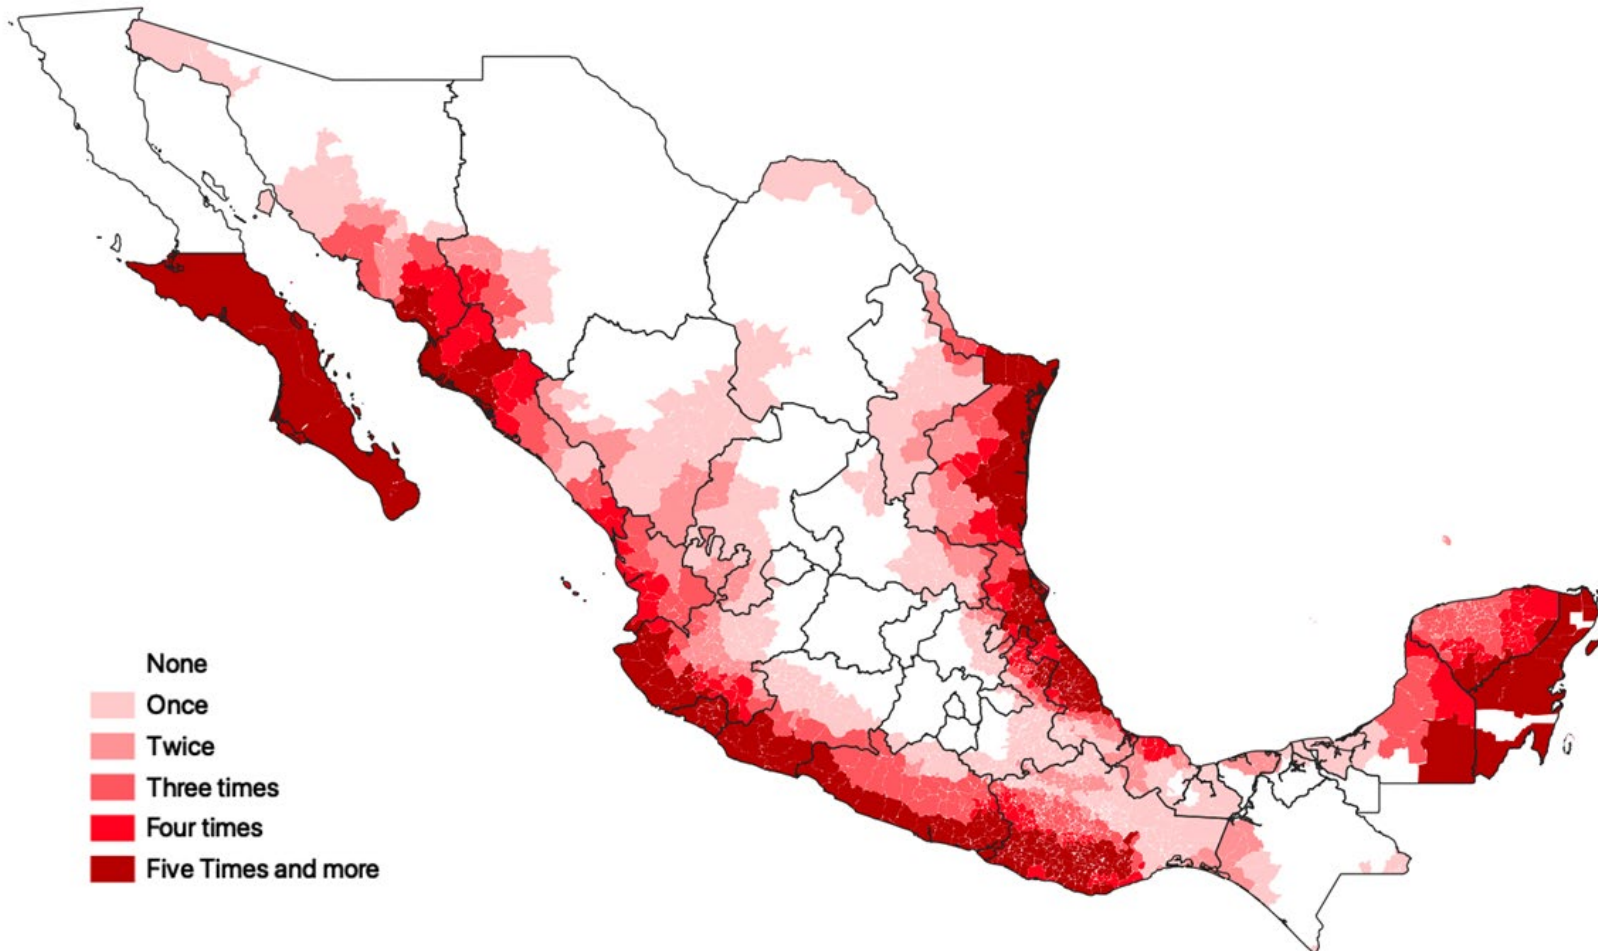 None
Once
Twice
Three times
Four times
Five Times and more